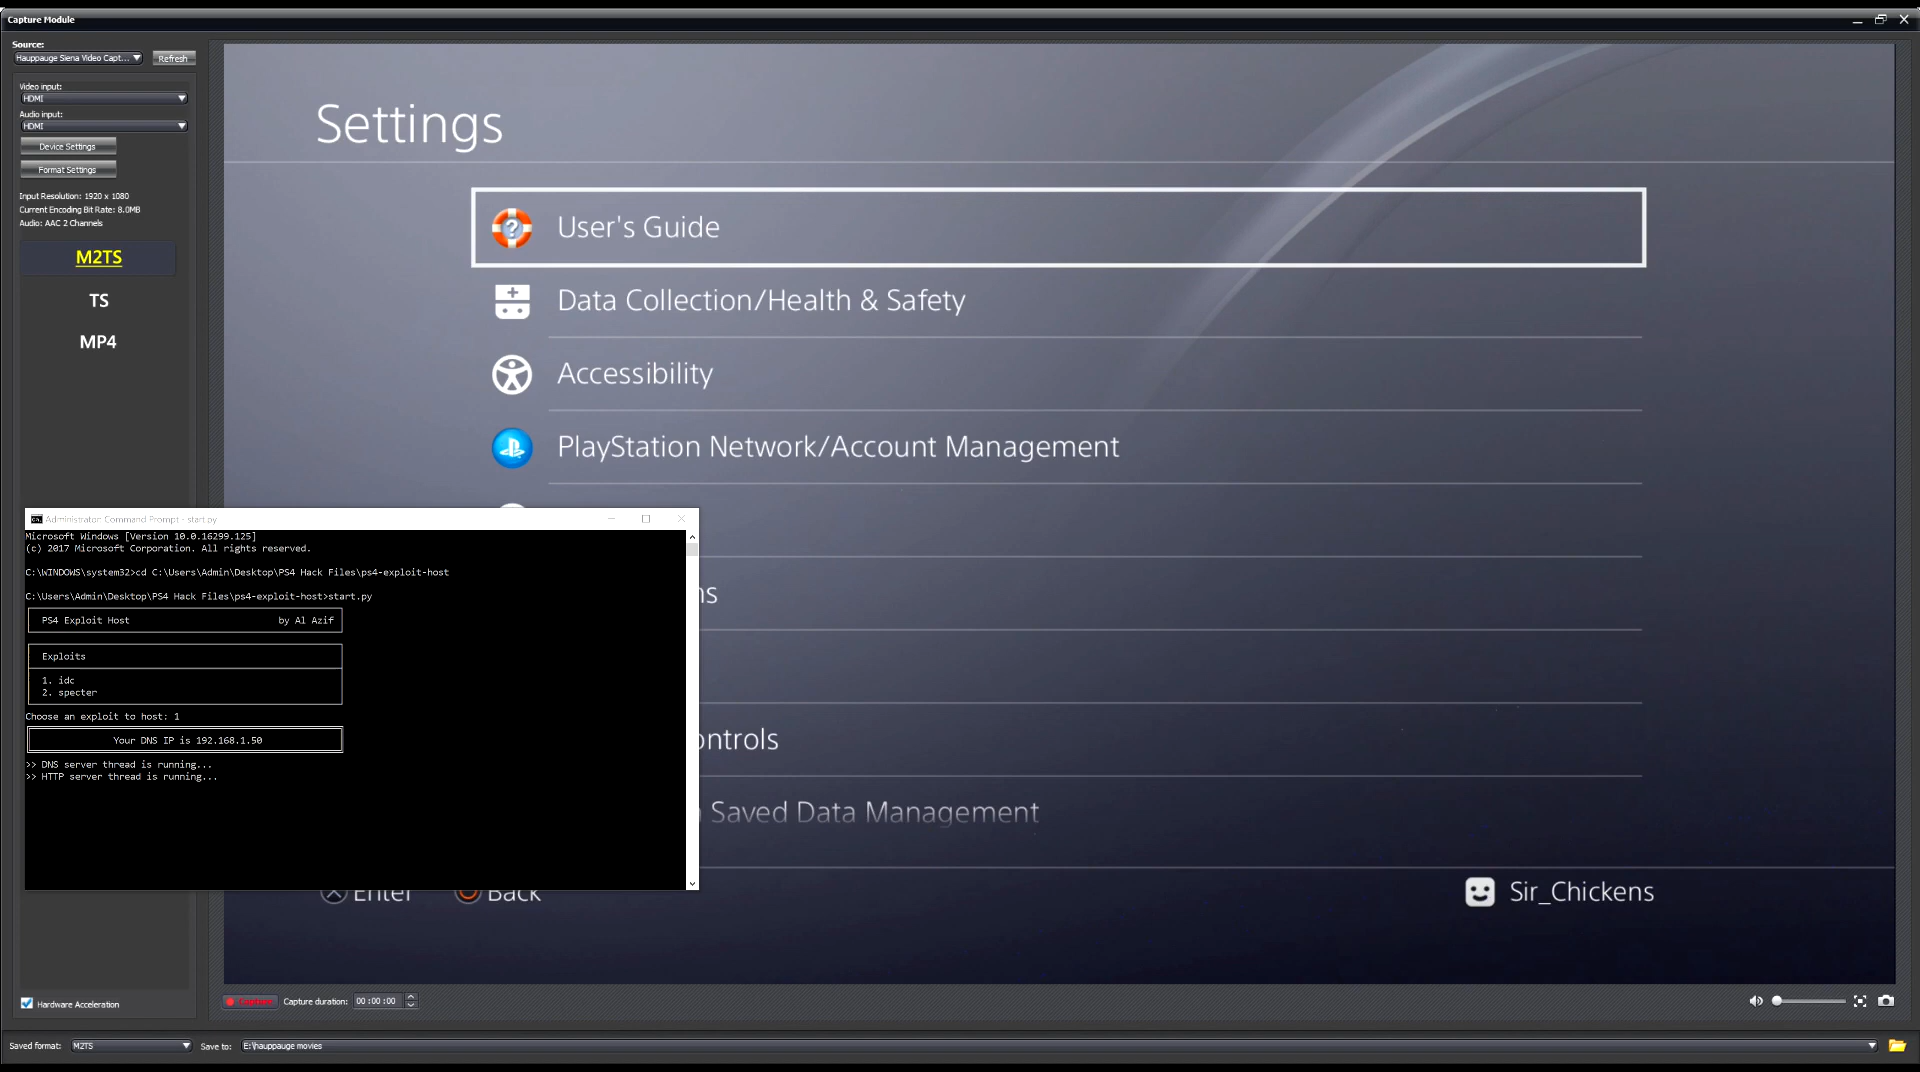 Capture Module
Source:
Hauppauge Siena Video Capt...
Refresh
Video input:
HDMI
Audio input:
HDMI
Device Settings
Format Settings
Input Resolution: 1920 x 1080
Current Encoding Bit Rate: 8.0MB
Audio: AAC 2 Channels
M2TS
TS
MP4
Settings
User's Guide
Data Collection/Health & Safety
Accessibility
PlayStation Network/Account Management
ns
ontrols
Saved Data Management
Enter
Back
Sir_Chickens
Administrator: Command Prompt - start.py
Microsoft Windows [Version 10.0.16299.125]
(c) 2017 Microsoft Corporation. All rights reserved.
C:\WINDOWS\system32>cd C:\Users\Admin\Desktop\PS4 Hack Files\ps4-exploit-host
C:\Users\Admin\Desktop\PS4 Hack Files\ps4-exploit-host>start.py
PS4 Exploit Host by Al Azif
Exploits
1. idc
2. specter
Choose an exploit to host: 1
Your DNS IP is 192.168.1.50
>> DNS server thread is running...
>> HTTP server thread is running...
Hardware Acceleration
Capture
Capture duration:
00:00:00
Saved format:
M2TS
Save to:
E:\hauppauge movies